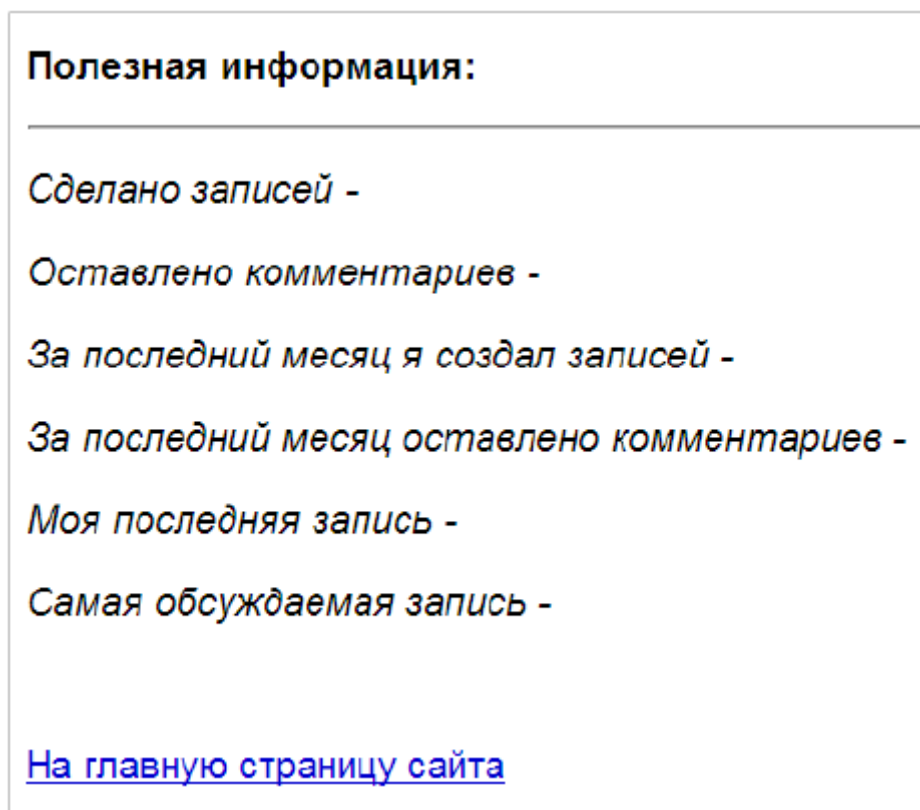 Полезная информация:
Сделано записей -
Оставлено комментариев -
За последний месяц я создал записей -
За последний месяц оставлено комментариев -
Моя последняя запись -
Самая обсуждаемая запись -
На главную страницу сайта